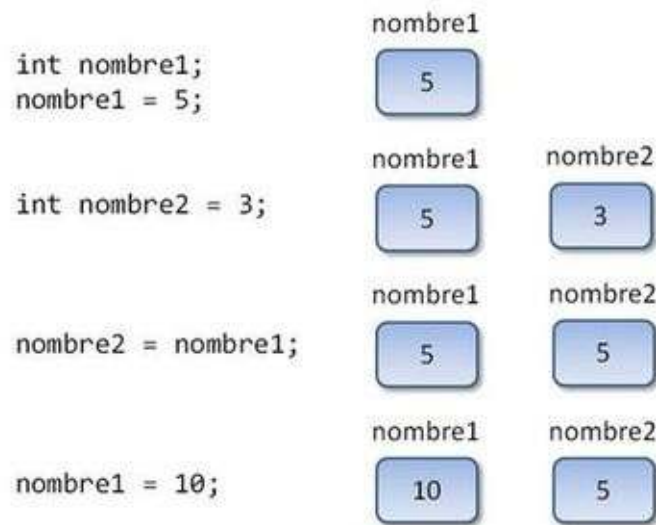 nombre1
int nombre1;
nombre1 = 5;
5
nombre1 nombre2
int nombre2 = 3;
5 3
nombre1 nombre2
nombre2 = nombre1;
5 5
nombre1 nombre2
nombre1 = 10;
10 5